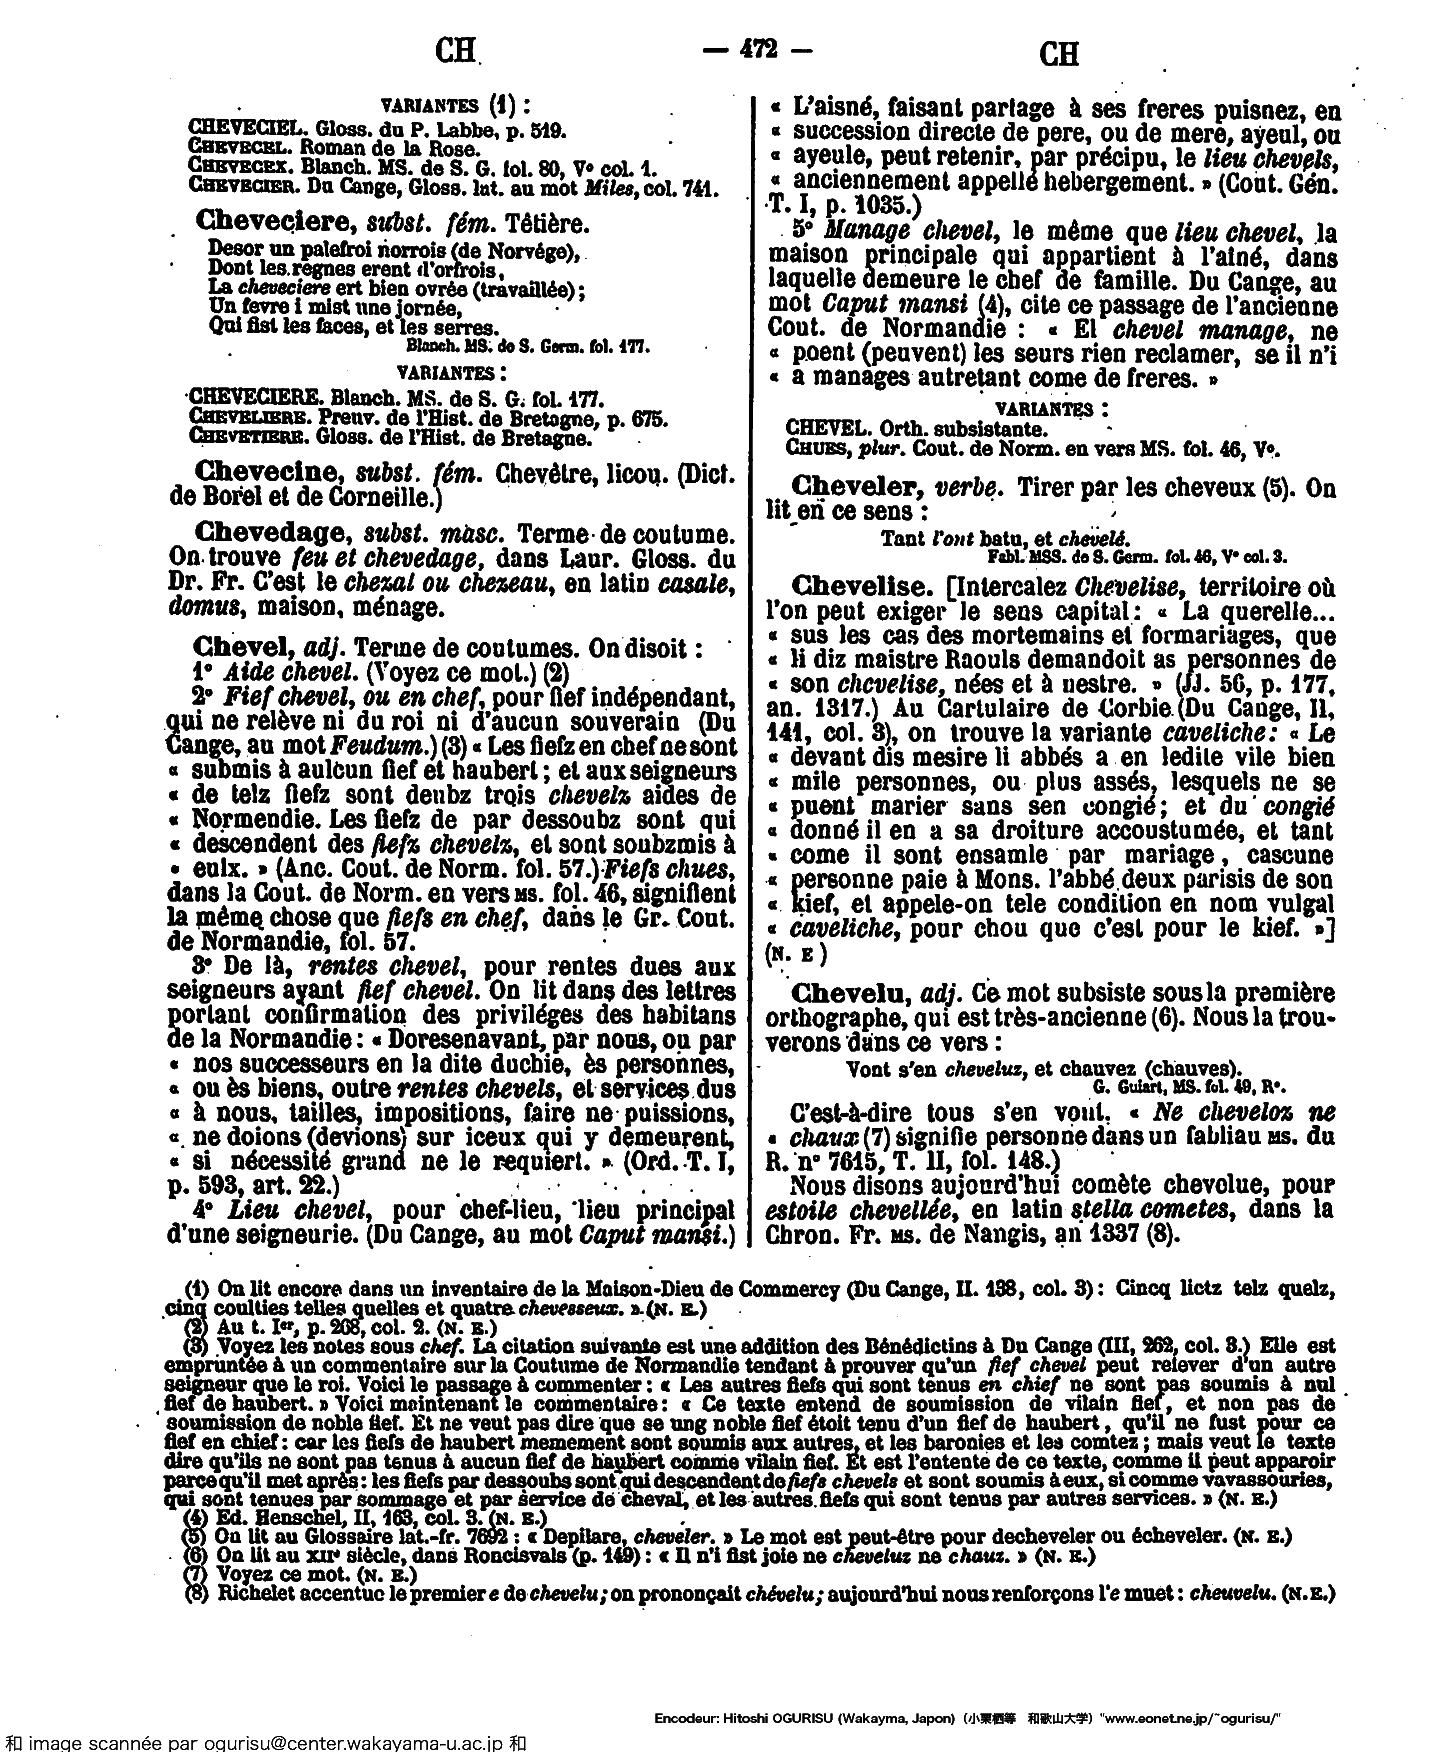 CH — 472 — CH
VARIANTES (1) :
CHEVECIEL. Gloss. du P. Labbe, p. 519.
CHEVECEL. Roman de la Rose.
CHEVECEX. Blanch. MS. de S. G. fol. 80, Vº col. 1.
CHEVECIER. Du Cange, Gloss. lat. au mot Miles, col. 741.
Cheveciere, subst. fém. Têtière.
Desor un palefroi norrois (de Norvége),
Dont les regnes erent d'orfrois,
La cheveciere ert bien ovrée (travaillée) ;
Un fevre i mist une jornée,
Qui fist les faces, et les serres.
Blanch. MS. de S. Germ. fol. 177.
VARIANTES :
CHEVECIERE. Blanch. MS. de S. G. fol. 177.
CHEVELIERE. Preuv. de l'Hist. de Bretagne, p. 675.
CHEVETIERE. Gloss. de l'Hist. de Bretagne.
Chevecine, subst. fém. Chevêtre, licou. (Dict.
de Borel et de Corneille.)
Chevedage, subst. masc. Terme de coutume.
On trouve feu et chevedage, dans Laur. Gloss. du
Dr. Fr. C'est le chezal ou chezeau, en latin casale,
domus, maison, ménage.
Chevel, adj. Terme de coutumes. On disoit :
1º Aide chevel. (Voyez ce mot.) (2)
2º Fief chevel, ou en chef, pour fief indépendant,
qui ne relève ni du roi ni d'aucun souverain (Du
Cange, au mot Feudum.) (3) « Les fiefz en chef ne sont
« submis à aulcun fief et haubert ; et aux seigneurs
« de telz fiefz sont deubz trois chevelz aides de
« Normendie. Les fiefz de par dessoubz sont qui
« descendent des fiefz chevelz, et sont soubzmis à
« eulx. » (Anc. Cout. de Norm. fol. 57.) Fiefs chues,
dans la Cout. de Norm. en vers MS. fol. 46, signifient
la même chose que fiefs en chef, dans le Gr. Cout.
de Normandie, fol. 57.
3º De là, rentes chevel, pour rentes dues aux
seigneurs ayant fief chevel. On lit dans des lettres
portant confirmation des priviléges des habitans
de la Normandie : « Doresenavant, par nous, ou par
« nos successeurs en la dite duchie, ès personnes,
« ou ès biens, outre rentes chevels, et services dus
« à nous, tailles, impositions, faire ne puissions,
« ne doions (devions) sur iceux qui y demeurent,
« si nécessité grand ne le requiert. » (Ord. T. I,
p. 593, art. 22.)
4º Lieu chevel, pour chef-lieu, lieu principal
d'une seigneurie. (Du Cange, au mot Caput mansi.)
« L'aisné, faisant partage à ses freres puisnez, en
« succession directe de pere, ou de mere, ayeul, ou
« ayeule, peut retenir, par précipu, le lieu chevels,
« anciennement appellé hebergement. » (Cout. Gén.
T. I, p. 1035.)
5º Manage chevel, le même que lieu chevel, la
maison principale qui appartient à l'aîné, dans
laquelle demeure le chef de famille. Du Cange, au
mot Caput mansi (4), cite ce passage de l'ancienne
Cout. de Normandie : « El chevel manage, ne
« poent (peuvent) les seurs rien reclamer, se il n'i
« a manages autretant come de freres. »
VARIANTES :
CHEVEL. Orth. subsistante.
CHUES, plur. Cout. de Norm. en vers MS. fol. 46, Vº.
Cheveler, verbe. Tirer par les cheveux (5). On
lit en ce sens :
Tant l'ont batu, et chevelé.
Fabl. MSS. de S. Germ. fol. 46, Vº col. 3.
Chevelise. [Intercalez Chevelise, territoire où
l'on peut exiger le sens capital : « La querelle...
« sus les cas des mortemains et formariages, que
« li diz maistre Raouls demandoit as personnes de
« son chevelise, nées et à nestre. » (JJ. 56, p. 177,
an. 1317.) Au Cartulaire de Corbie (Du Cange, II,
141, col. 3), on trouve la variante caveliche : « Le
« devant dis mesire li abbés a en ledite vile bien
« mile personnes, ou plus assés, lesquels ne se
« puent marier sans sen congié ; et du congié
« donné il en a sa droiture accoustumée, et tant
« come il sont ensamle par mariage, cascune
« personne paie à Mons. l'abbé deux parisis de son
« kief, et appele-on tele condition en nom vulgal
« caveliche, pour chou que c'est pour le kief. »]
(N. E )
Chevelu, adj. Ce mot subsiste sous la première
orthographe, qui est très-ancienne (6). Nous la trou-
verons dans ce vers :
Vont s'en cheveluz, et chauvez (chauves).
G. Guiart, MS. fol. 49, Rº.
C'est-à-dire tous s'en vont. « Ne cheveloz ne
« chaux (7) signifie personne dans un fabliau MS. du
R. nº 7615, T. II, fol. 148.)
Nous disons aujourd'hui comète chevolue, pour
estoile chevellée, en latin stella cometes, dans la
Chron. Fr. MS. de Nangis, an 1337 (8).
(1) On lit encore dans un inventaire de la Maison-Dieu de Commercy (Du Cange, II. 138, col. 3) : Cincq lictz telz quelz,
cinq coulties telles quelles et quatre chevesseux. » (N. E.)
(2) Au t. Ier, p. 208, col. 2. (N. E.)
(3) Voyez les notes sous chef. La citation suivante est une addition des Bénédictins à Du Cange (III, 262, col. 3.) Elle est
empruntée à un commentaire sur la Coutume de Normandie tendant à prouver qu'un fief chevel peut relever d'un autre
seigneur que le roi. Voici le passage à commenter : « Les autres fiefs qui sont tenus en chief ne sont pas soumis à nul
fief de haubert. » Voici maintenant le commentaire : « Ce texte entend de soumission de vilain fief, et non pas de
soumission de noble fief. Et ne veut pas dire que se ung noble fief étoit tenu d'un fief de haubert, qu'il ne fust pour ce
fief en chief : car les fiefs de haubert memement sont soumis aux autres, et les baronies et les comtez ; mais veut le texte
dire qu'ils ne sont pas tenus à aucun fief de haubert comme vilain fief. Et est l'entente de ce texte, comme il peut apparoir
parce qu'il met après : les fiefs par dessoubs sont qui descendent de fiefs chevels et sont soumis à eux, si comme vavassouries,
qui sont tenues par sommage et par service de cheval, et les autres fiefs qui sont tenus par autres services. » (N. E.)
(4) Ed. Henschel, II, 163, col. 3. (N. E.)
(5) On lit au Glossaire lat.-fr. 7692 : « Depilare, cheveler. » Le mot est peut-être pour decheveler ou écheveler. (N. E.)
(6) On lit au XIIe siècle, dans Roncisvals (p. 149) : « Il n'i fist joie ne cheveluz ne chauz. » (N. E.)
(7) Voyez ce mot. (N. E.)
(8) Richelet accentue le premier e de chevelu ; on prononçait chévelu ; aujourd'hui nous renforçons l'e muet : cheuvelu. (N. E.)
Encodeur: Hitoshi OGURISU (Wakayma, Japon) (小栗栖等 和歌山大学) "www.eonet.ne.jp/~ogurisu/"
和 image scannée par ogurisu@center.wakayama-u.ac.jp 和